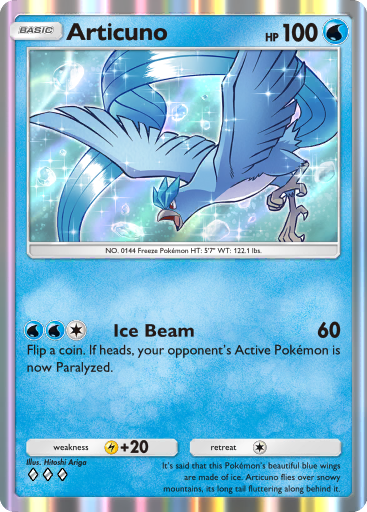 BASIC Articuno HP 100
NO. 0144 Freeze Pokémon HT: 5'7" WT: 122.1 lbs.
Ice Beam 60
Flip a coin. If heads, your opponent's Active Pokémon is
now Paralyzed.
weakness +20 retreat
Illus. Hitoshi Ariga
It's said that this Pokémon's beautiful blue wings
are made of ice. Articuno flies over snowy
mountains, its long tail fluttering along behind it.